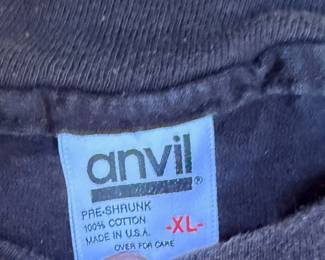 anvil
®
PRE-SHRUNK
100% COTTON
MADE IN U.S.A.
-XL-
OVER FOR CARE